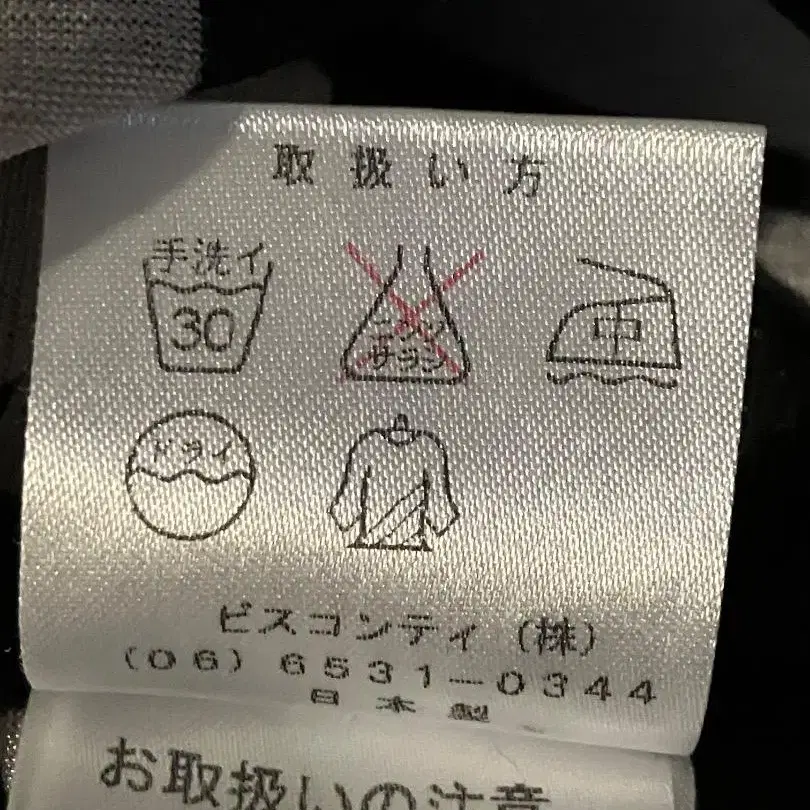 取扱い方
手洗イ
30
エンソ
サラシ
中
ドライ
ビスコンティ(株)
(06)6531-0344
日本製
お取扱いの注意